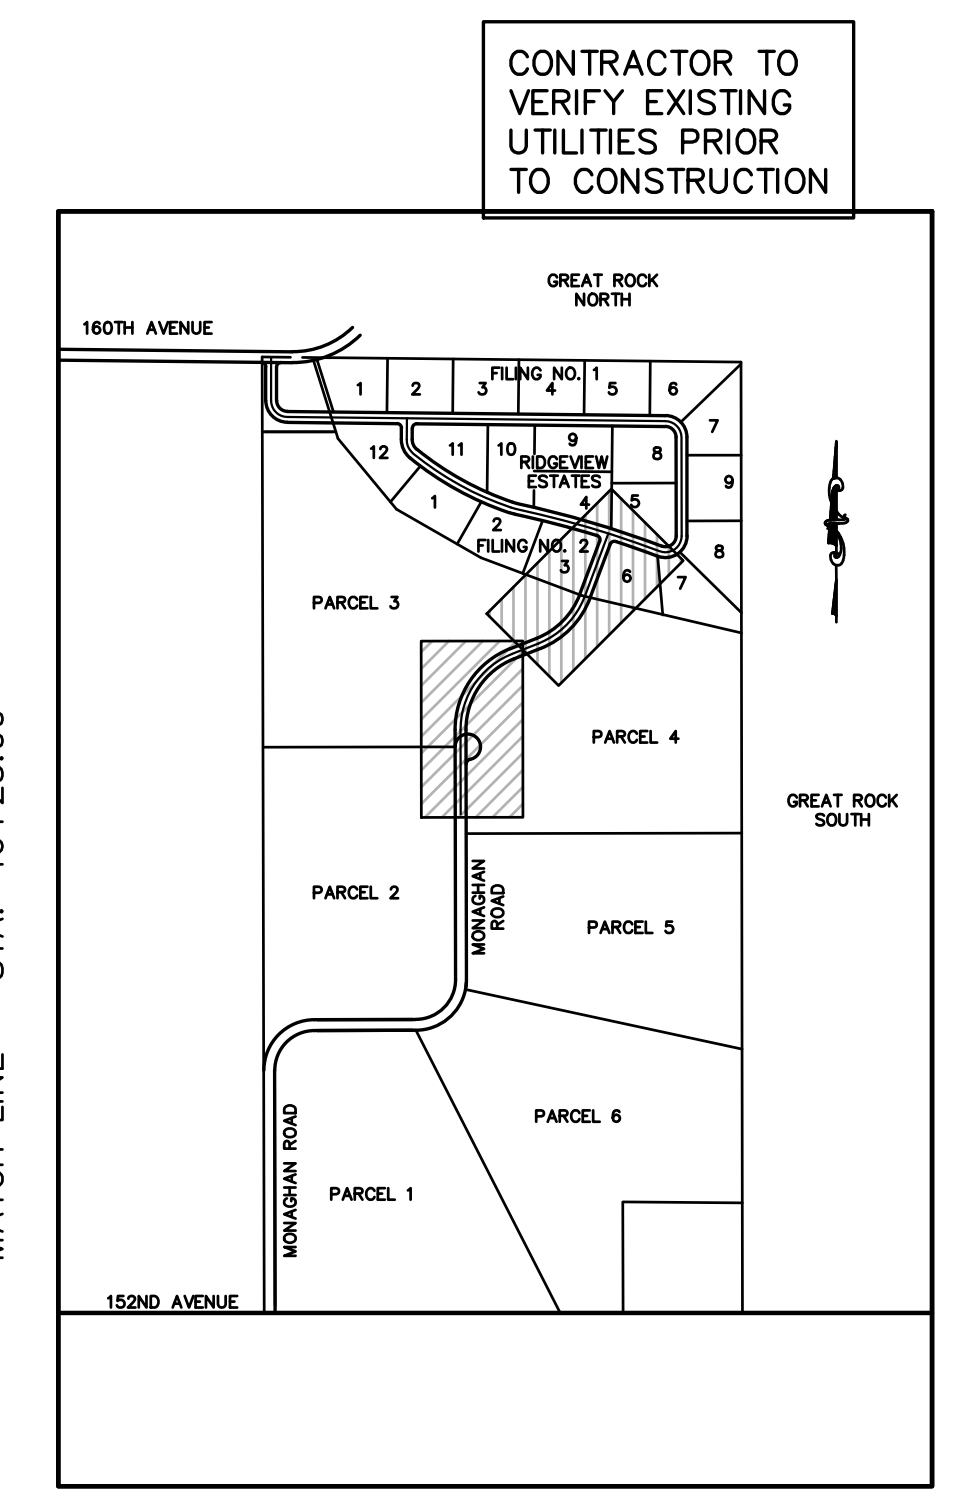 CONTRACTOR TO
VERIFY EXISTING
UTILITIES PRIOR
TO CONSTRUCTION
GREAT ROCK
NORTH
160TH AVENUE
FILING NO. 1
1
2
3
4
5
6
7
12
11
10
9
8
9
RIDGEVIEW
ESTATES
1
2
4
5
FILING NO. 2
3
6
7
8
PARCEL 3
PARCEL 4
GREAT ROCK
SOUTH
PARCEL 2
MONAGHAN
ROAD
PARCEL 5
PARCEL 6
MONAGHAN ROAD
PARCEL 1
152ND AVENUE